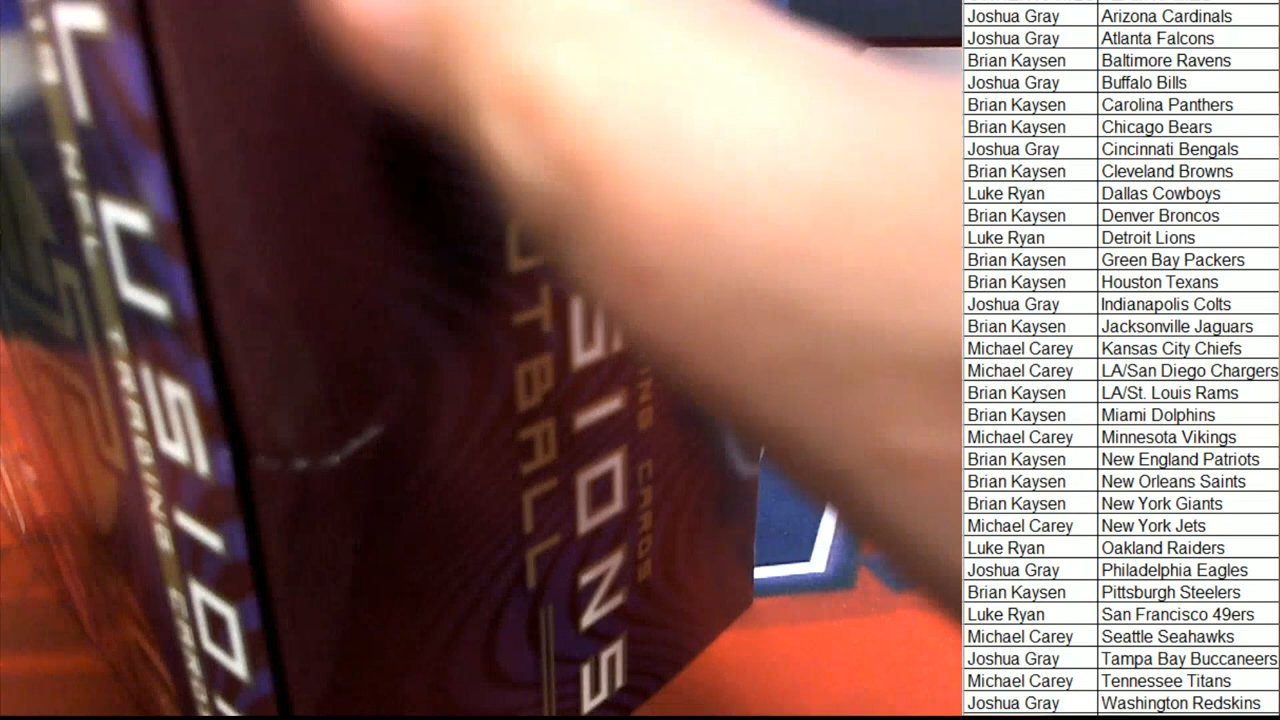 Joshua Gray Arizona Cardinals
Joshua Gray Atlanta Falcons
Brian Kaysen Baltimore Ravens
Joshua Gray Buffalo Bills
Brian Kaysen Carolina Panthers
Brian Kaysen Chicago Bears
Joshua Gray Cincinnati Bengals
Brian Kaysen Cleveland Browns
Luke Ryan Dallas Cowboys
Brian Kaysen Denver Broncos
Luke Ryan Detroit Lions
Brian Kaysen Green Bay Packers
Brian Kaysen Houston Texans
Joshua Gray Indianapolis Colts
Brian Kaysen Jacksonville Jaguars
Michael Carey Kansas City Chiefs
Michael Carey LA/San Diego Chargers
Brian Kaysen LA/St. Louis Rams
Brian Kaysen Miami Dolphins
Michael Carey Minnesota Vikings
Brian Kaysen New England Patriots
Brian Kaysen New Orleans Saints
Brian Kaysen New York Giants
Michael Carey New York Jets
Luke Ryan Oakland Raiders
Joshua Gray Philadelphia Eagles
Brian Kaysen Pittsburgh Steelers
Luke Ryan San Francisco 49ers
Michael Carey Seattle Seahawks
Joshua Gray Tampa Bay Buccaneers
Michael Carey Tennessee Titans
Joshua Gray Washington Redskins
LUSIO
NFL TRADING CARD
UTBALL
SIONS
ING CARDS